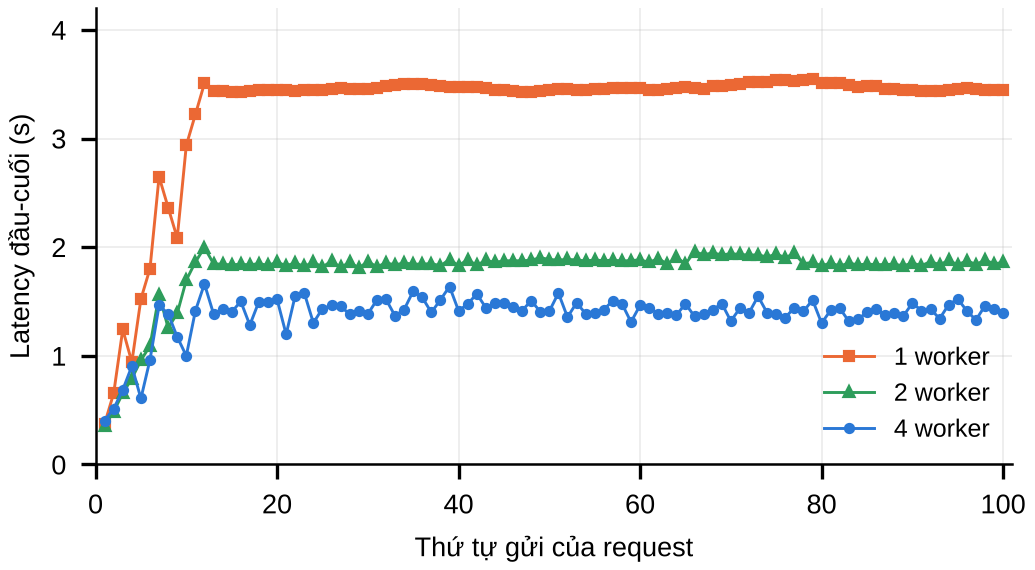 4
3
2
1
0
Latency đầu-cuối (s)
1 worker
2 worker
4 worker
0 20 40 60 80 100
Thứ tự gửi của request